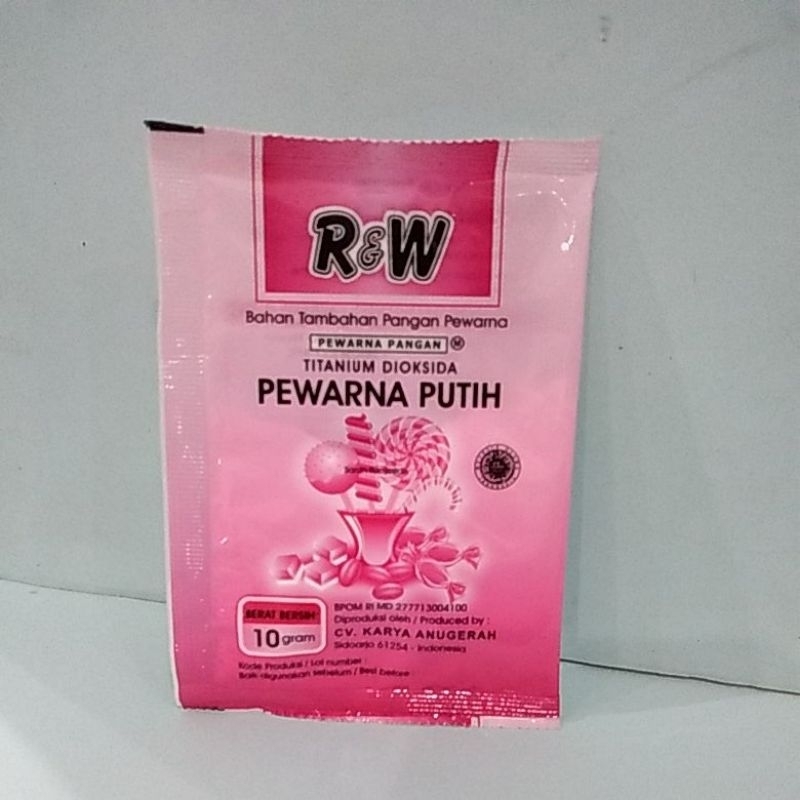 R&W
Bahan Tambahan Pangan Pewarna
PEWARNA PANGAN M
TITANIUM DIOKSIDA
PEWARNA PUTIH
BERAT BERSIH
10 gram
BPOM RI MD 277713004100
Diproduksi oleh / Produced by :
CV. KARYA ANUGERAH
Sidoarjo 61254 - Indonesia
Kode Produksi / Lot number :
Baik digunakan sebelum / Best before :